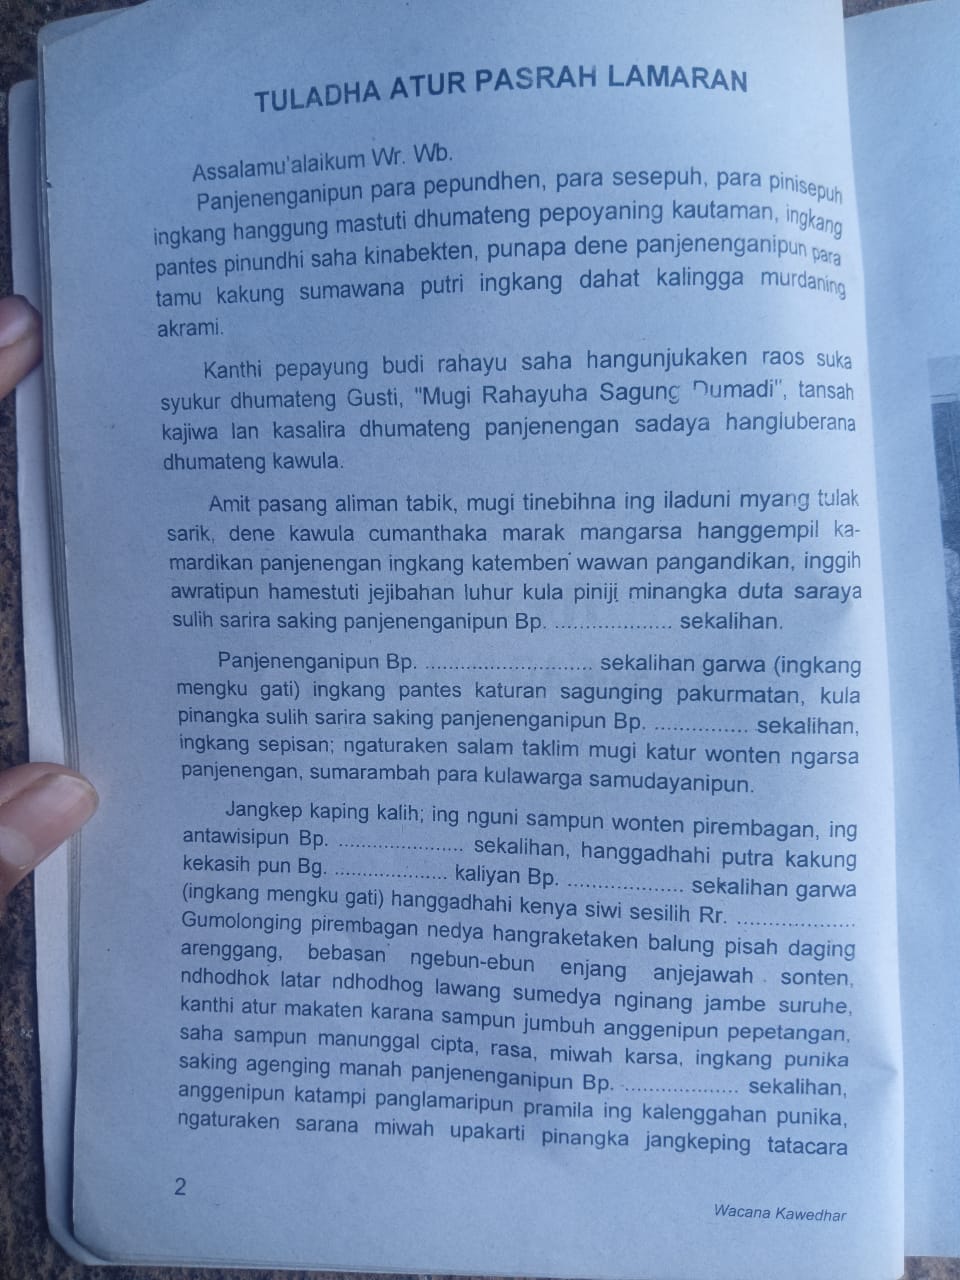 TULADHA ATUR PASRAH LAMARAN
Assalamu'alaikum Wr. Wb.
Panjenenganipun para pepundhen, para sesepuh, para pinisepuh
ingkang hanggung mastuti dhumateng pepoyaning kautaman, ingkang
pantes pinundhi saha kinabekten, punapa dene panjenenganipun para
tamu kakung sumawana putri ingkang dahat kalingga murdaning
akrami.
Kanthi pepayung budi rahayu saha hangunjukaken raos suka
syukur dhumateng Gusti, "Mugi Rahayuha Sagung Dumadi", tansah
kajiwa lan kasalira dhumateng panjenengan sadaya hangluberana
dhumateng kawula.
Amit pasang aliman tabik, mugi tinebihna ing iladuni myang tulak
sarik, dene kawula cumanthaka marak mangarsa hanggempil ka-
mardikan panjenengan ingkang katemben wawan pangandikan, inggih
awratipun hamestuti jejibahan luhur kula piniji minangka duta saraya
sulih sarira saking panjenenganipun Bp. ................... sekalihan.
Panjenenganipun Bp. ........................... sekalihan garwa (ingkang
mengku gati) ingkang pantes katuran sagunging pakurmatan, kula
pinangka sulih sarira saking panjenenganipun Bp. ............... sekalihan,
ingkang sepisan; ngaturaken salam taklim mugi katur wonten ngarsa
panjenengan, sumarambah para kulawarga samudayanipun.
Jangkep kaping kalih; ing nguni sampun wonten pirembagan, ing
antawisipun Bp. .................... sekalihan, hanggadhahi putra kakung
kekasih pun Bg. .................. kaliyan Bp. ................... sekalihan garwa
(ingkang mengku gati) hanggadhahi kenya siwi sesilih Rr. ...................
Gumolonging pirembagan nedya hangraketaken balung pisah daging
arenggang, bebasan ngebun-ebun enjang anjejawah sonten,
ndhodhok latar ndhodhog lawang sumedya nginang jambe suruhe,
kanthi atur makaten karana sampun jumbuh anggenipun pepetangan,
saha sampun manunggal cipta, rasa, miwah karsa, ingkang punika
saking agenging manah panjenenganipun Bp. ................... sekalihan,
anggenipun katampi panglamaripun pramila ing kalenggahan punika,
ngaturaken sarana miwah upakarti pinangka jangkeping tatacara
2
Wacana Kawedhar